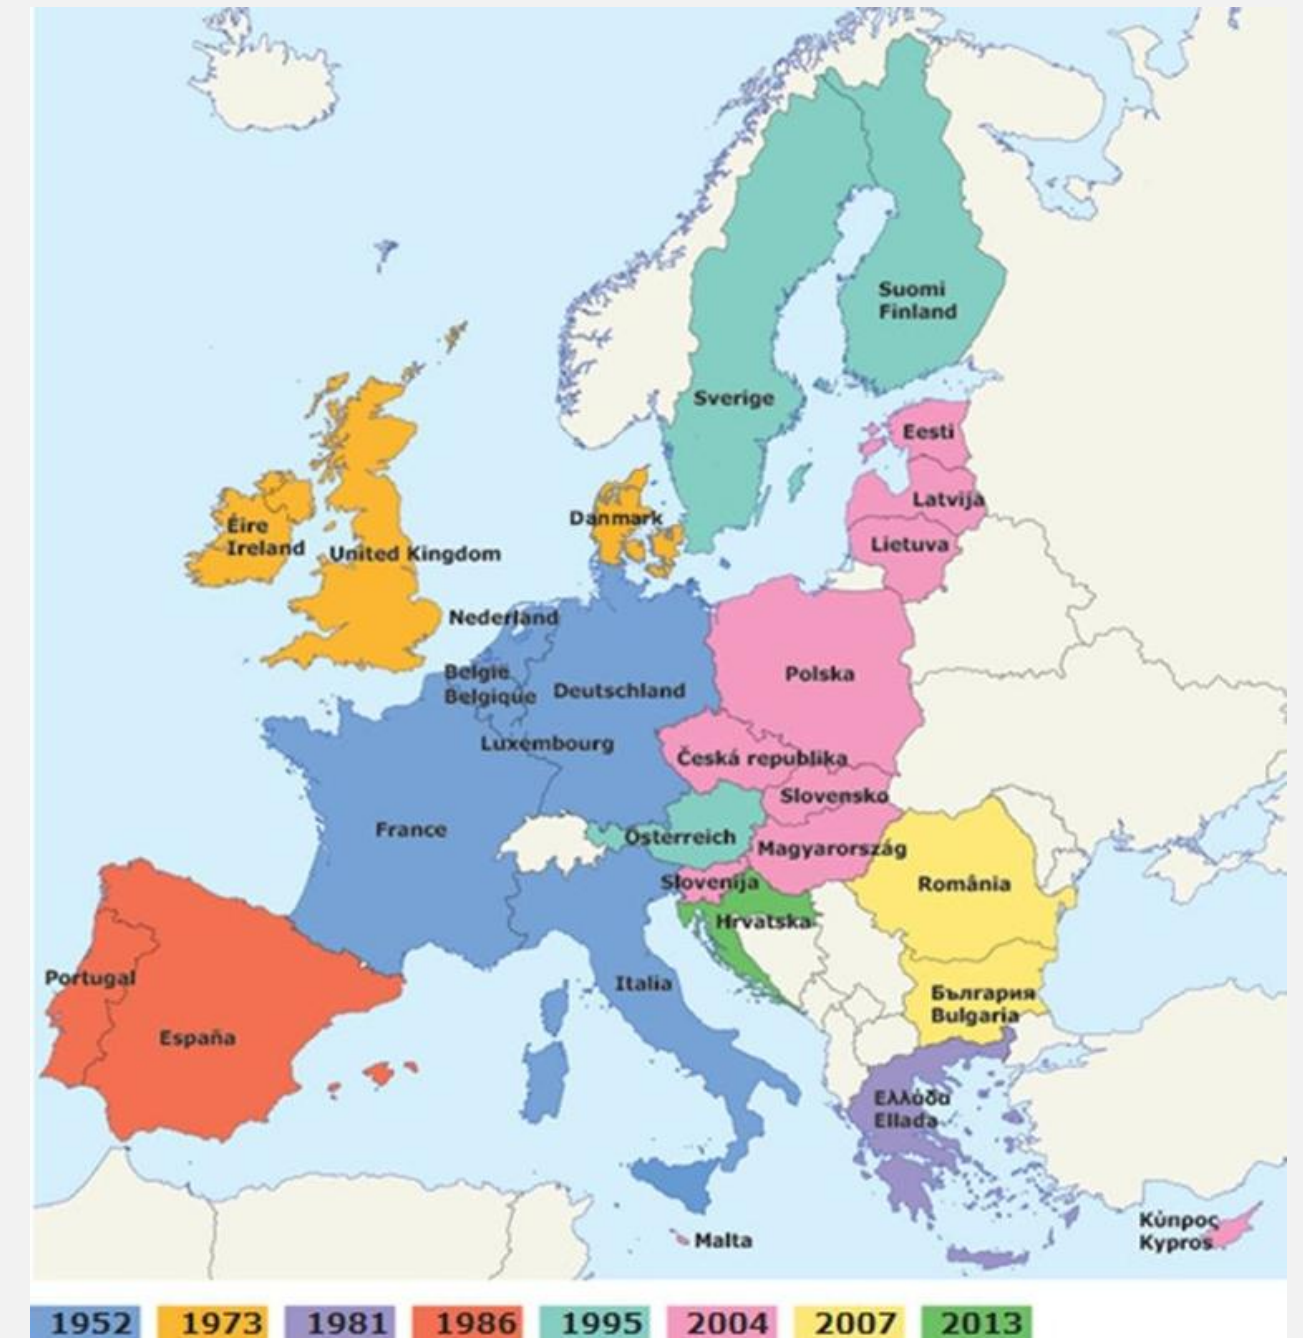 Suomi
Finland
Sverige
Eesti
Latvija
Lietuva
Danmark
Éire
Ireland
United Kingdom
Nederland
België
Belgique
Deutschland
Luxembourg
Polska
Česká republika
Slovensko
France
Österreich
Magyarország
Slovenija
Hrvatska
România
Portugal
España
Italia
България
Bulgaria
Ελλάδα
Ellada
Malta
Κύπρος
Kypros
1952 1973 1981 1986 1995 2004 2007 2013